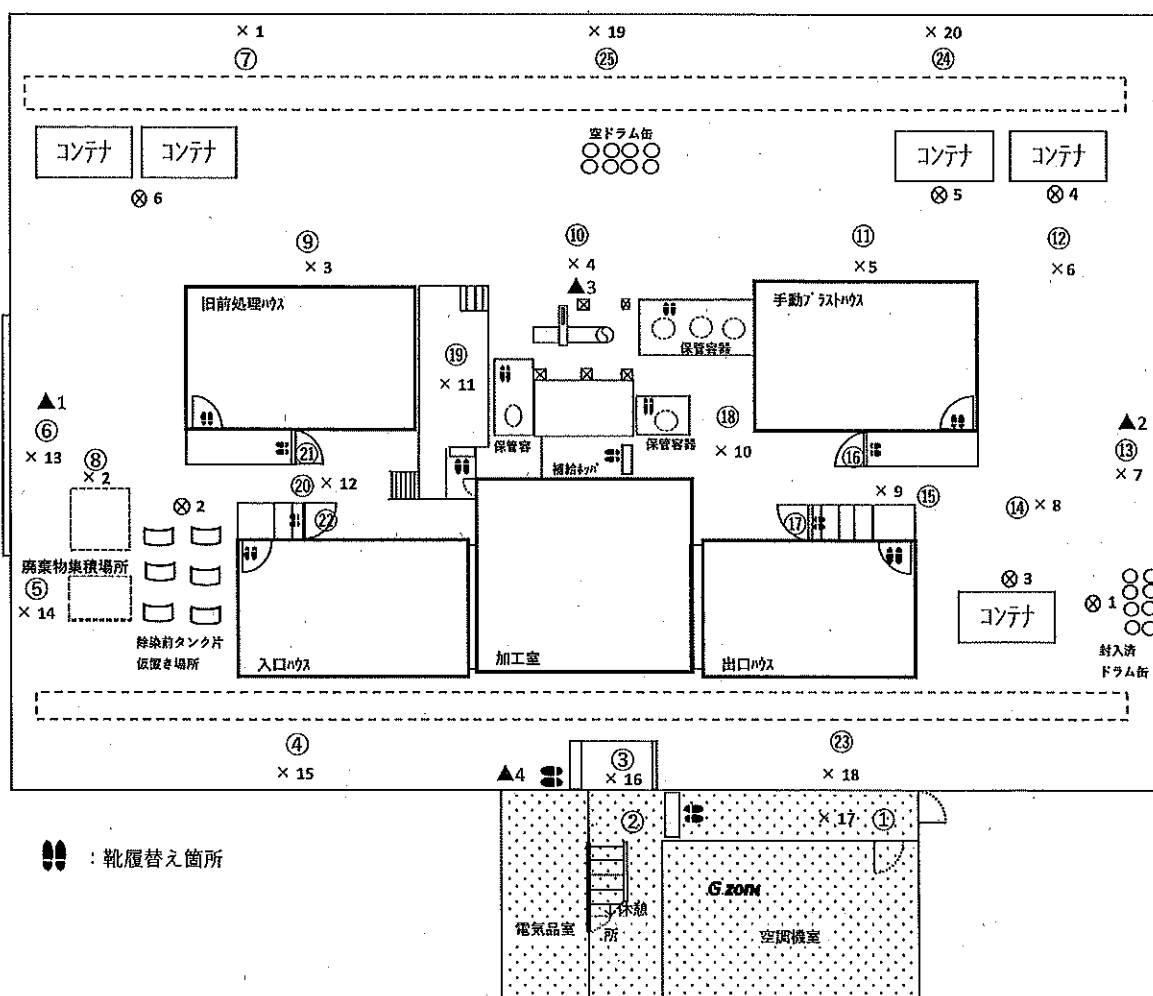 × 1 × 19 × 20
⑦ ㉕ ㉔
コンテナ コンテナ 空ドラム缶 コンテナ コンテナ
⊗ 6 ⊗ 5 ⊗ 4
⑨ ⑩ ⑪ ⑫
× 3 × 4 × 5 × 6
▲3
旧前処理ハウス 手動ブラストハウス
保管容器
⑲
× 11
▲1 ▲2
⑥ ⑱ ⑬
× 13 保管容 保管容器 × 10 × 7
⑧ ㉑ 補給ホッパ ⑯
× 2 ⑳ × 12 × 9 ⑮ ⑭ × 8
⊗ 2 ㉒ ⑰
廃棄物集積場所
⑤ ⊗ 3
× 14 コンテナ ⊗ 1
除染前タンク片
仮置き場所
入口ハウス 加工室 出口ハウス
封入済
ドラム缶
④ ③ ㉓
× 15 ▲4 × 16 × 18
② × 17 ①
：靴履替え箇所
G zone
電気品室 休憩
所 空調機室